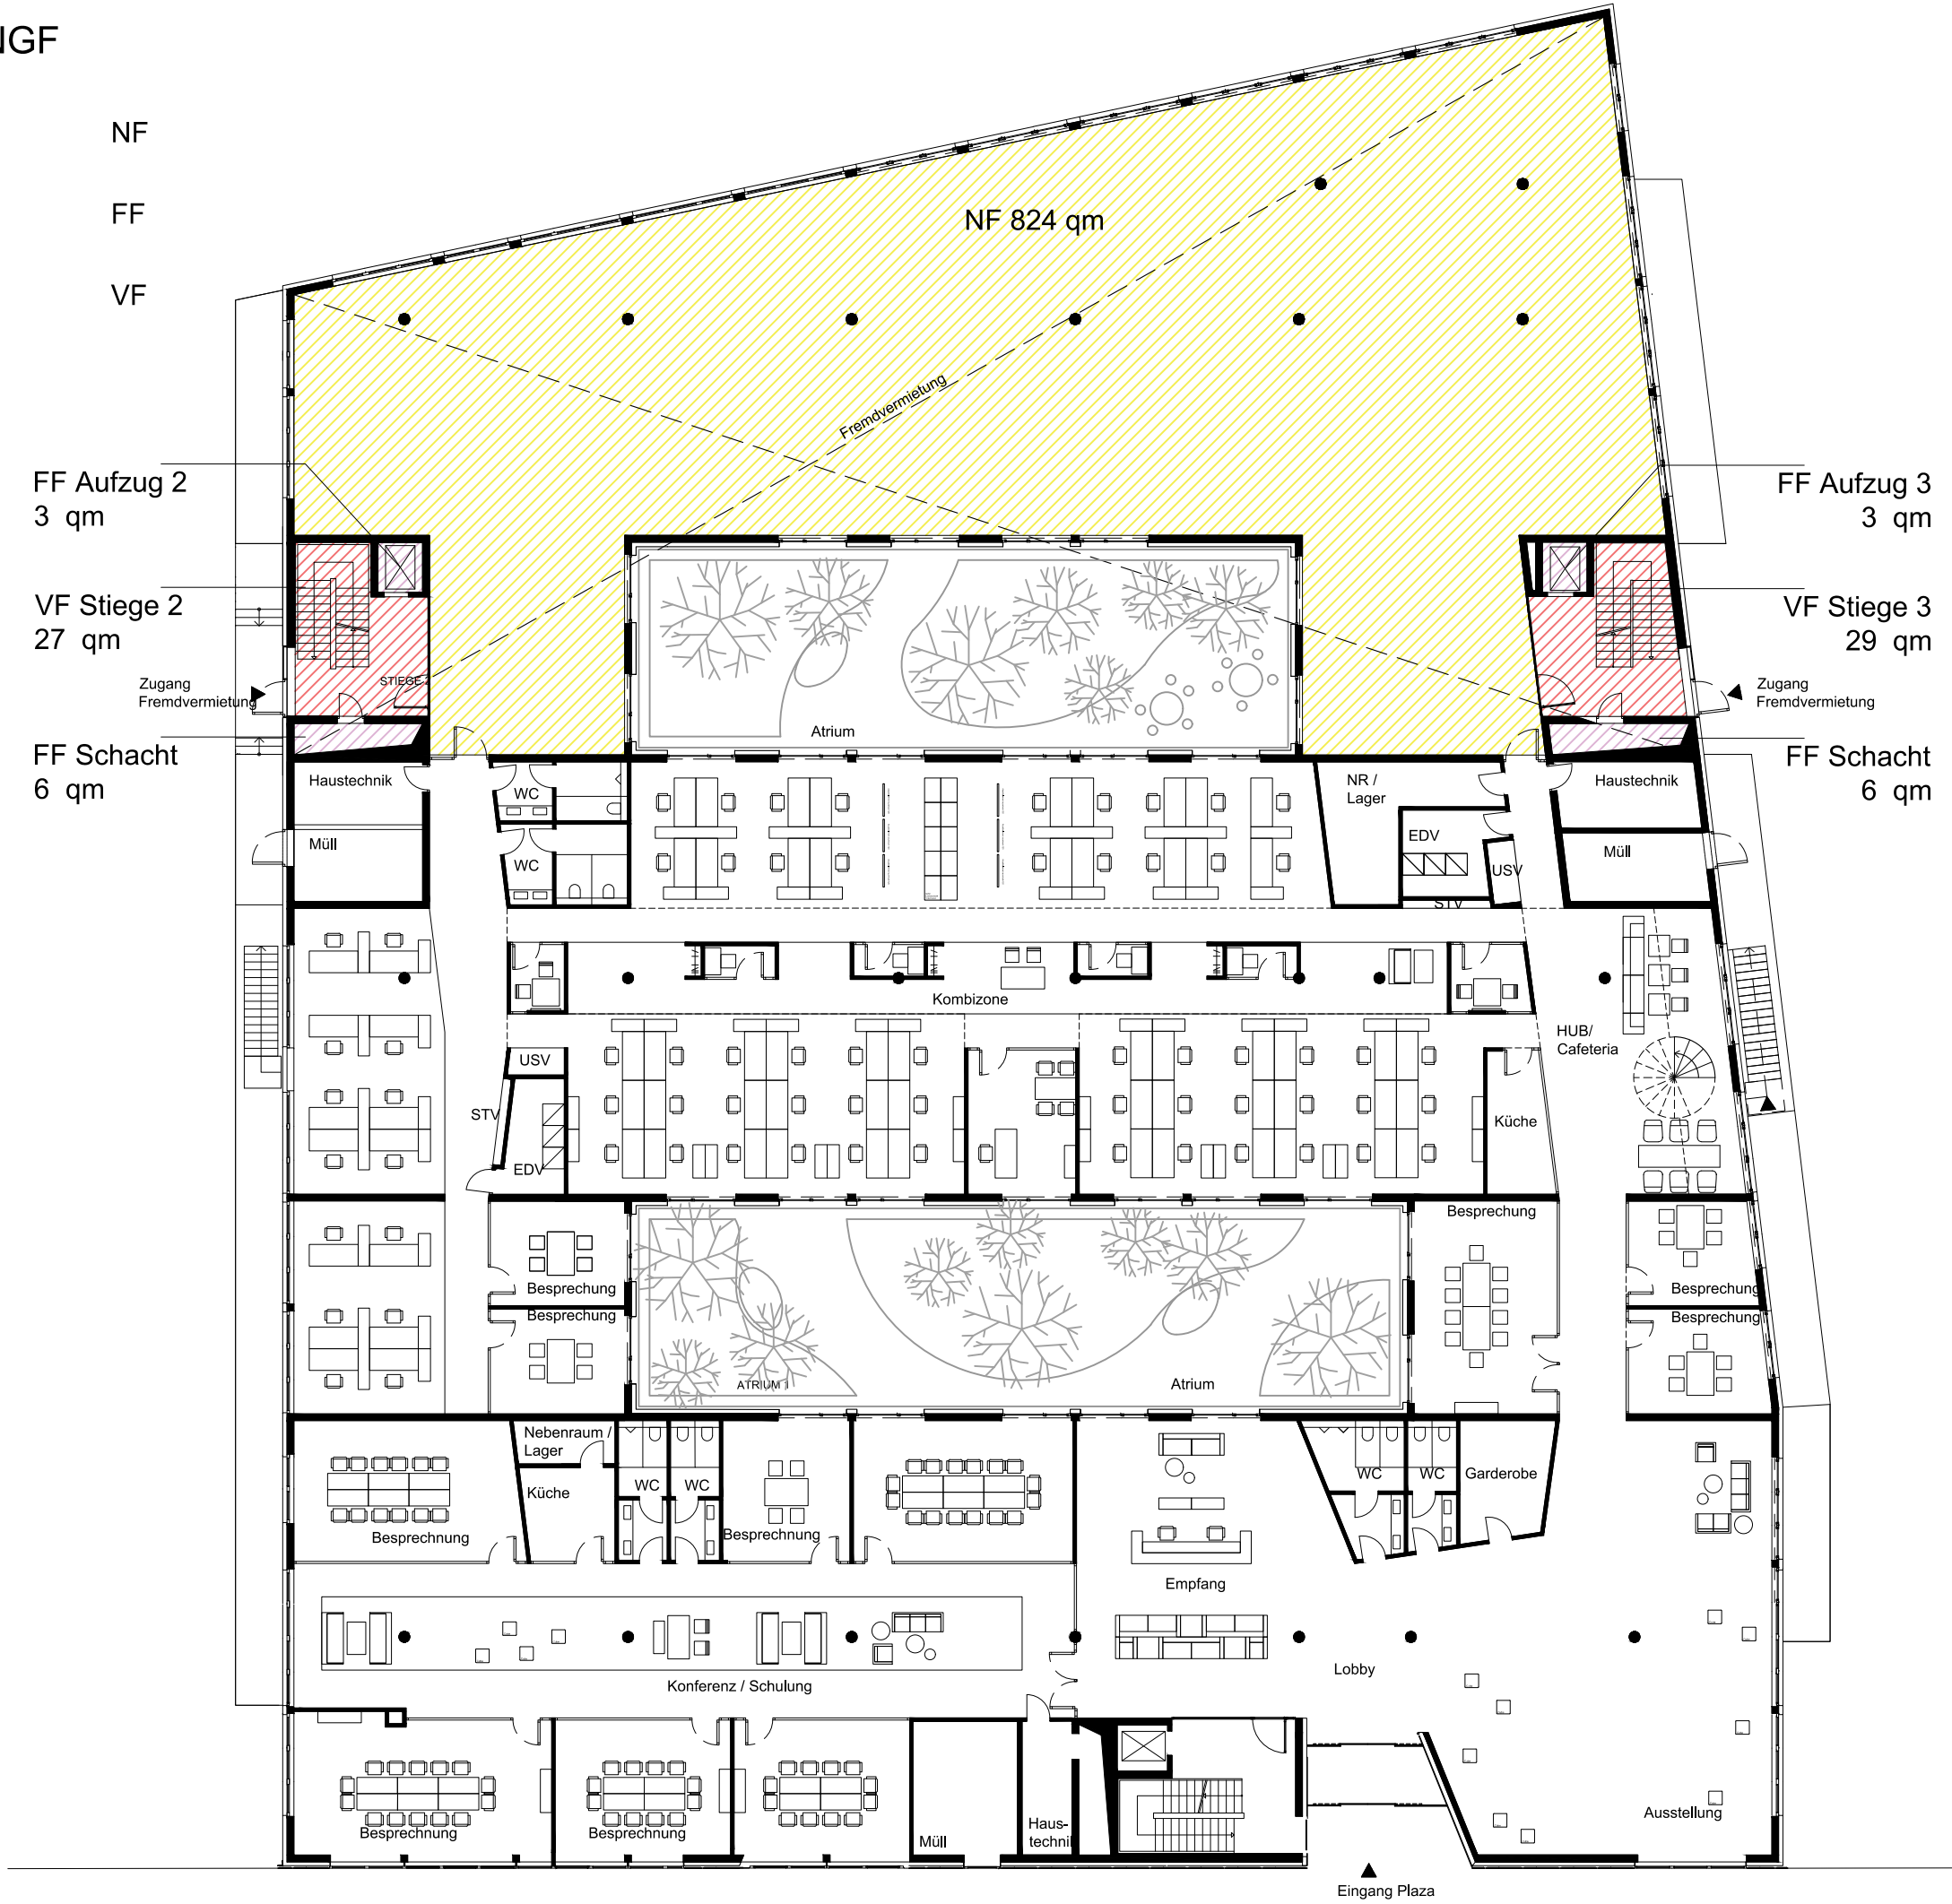 NGF
NF
FF
VF
NF 824 qm
Fremdvermietung
FF Aufzug 2
3 qm
FF Aufzug 3
3 qm
VF Stiege 2
27 qm
VF Stiege 3
29 qm
STIEGE
Zugang
Fremdvermietung
Zugang
Fremdvermietung
Atrium
FF Schacht
6 qm
FF Schacht
6 qm
Haustechnik
WC
NR /
Lager
Haustechnik
Müll
WC
EDV
USV
STV
Müll
Kombizone
HUB/
Cafeteria
USV
STV
EDV
Küche
Besprechung
Besprechung
Besprechung
Besprechung
Besprechung
ATRIUM 1
Atrium
Nebenraum /
Lager
Küche
WC
WC
Besprechnung
Besprechnung
WC
WC
Garderobe
Empfang
Lobby
Konferenz / Schulung
Besprechnung
Besprechnung
Müll
Haus-
technik
Ausstellung
Eingang Plaza